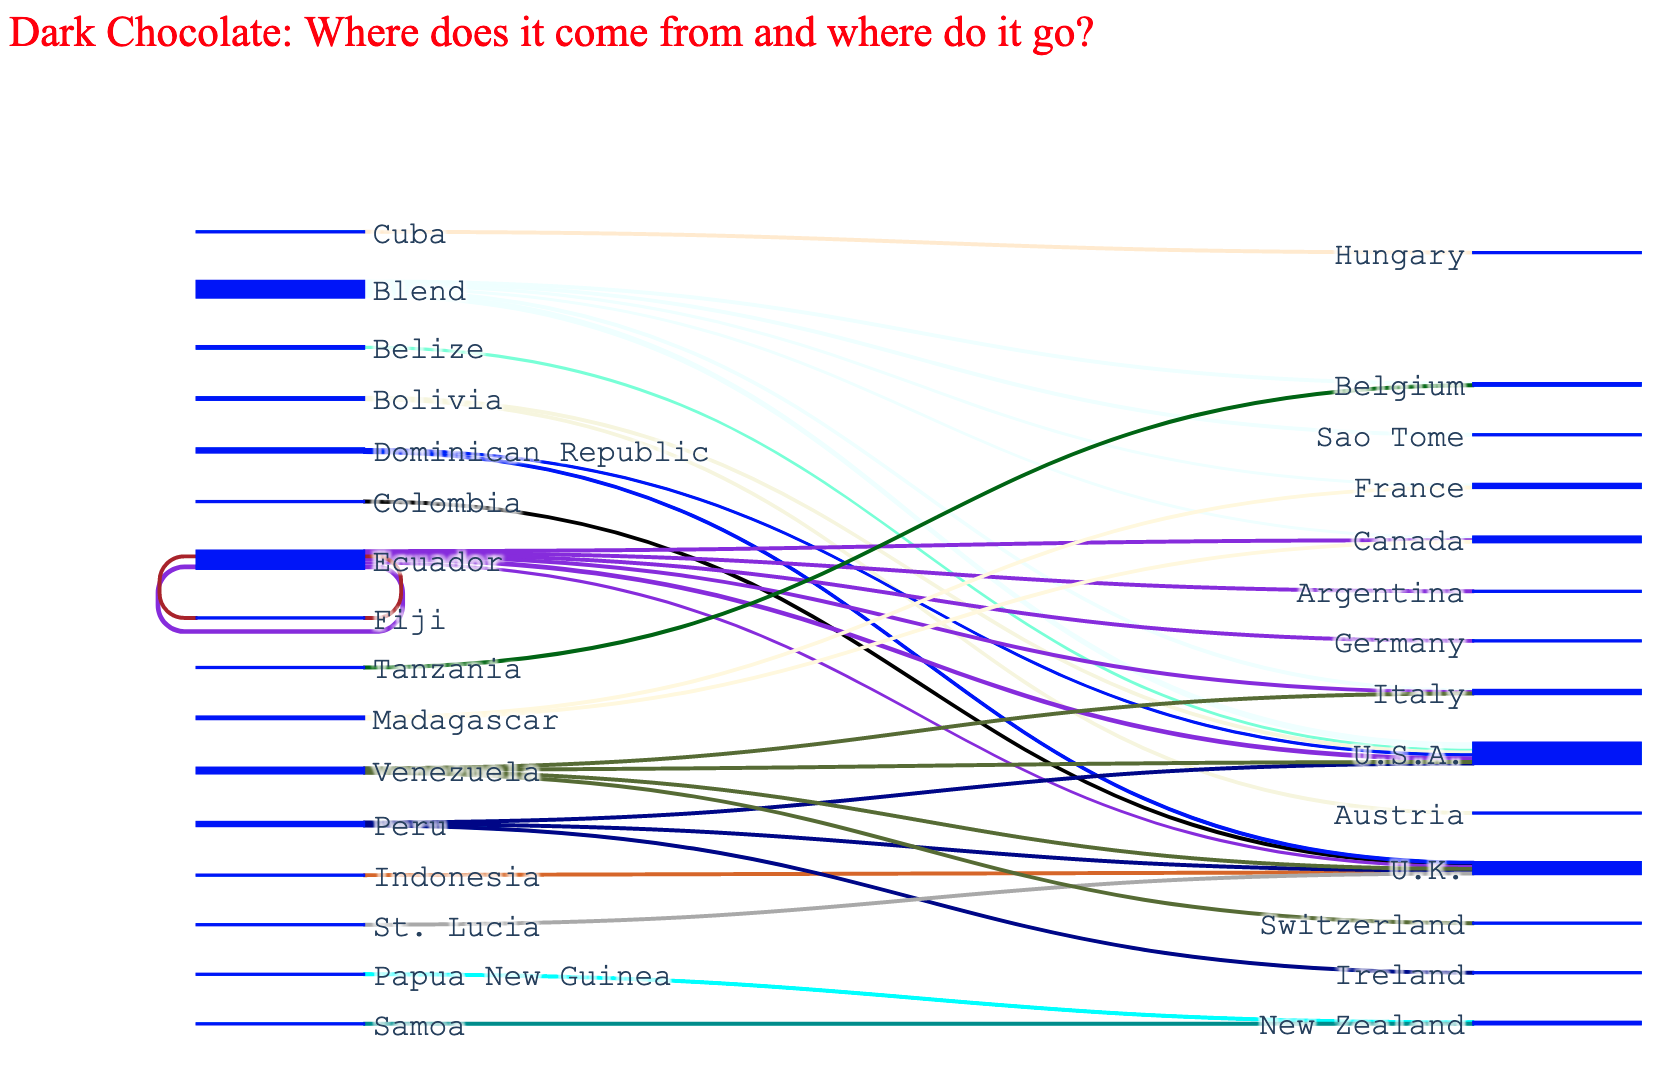 Dark Chocolate: Where does it come from and where do it go?
Cuba
Blend
Belize
Bolivia
Dominican Republic
Colombia
Ecuador
Fiji
Tanzania
Madagascar
Venezuela
Peru
Indonesia
St. Lucia
Papua New Guinea
Samoa
Hungary
Belgium
Sao Tome
France
Canada
Argentina
Germany
Italy
U.S.A.
Austria
U.K.
Switzerland
Ireland
New Zealand